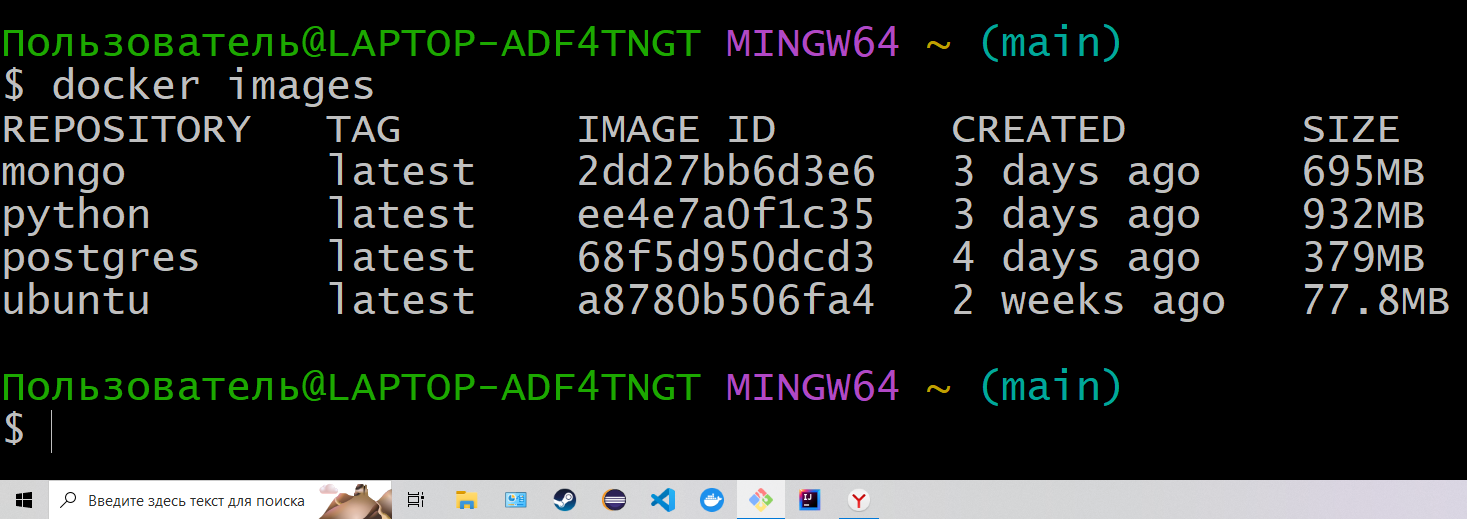 Пользователь@LAPTOP-ADF4TNGT MINGW64 ~ (main)
$ docker images
REPOSITORY   TAG       IMAGE ID       CREATED       SIZE
mongo        latest    2dd27bb6d3e6   3 days ago    695MB
python       latest    ee4e7a0f1c35   3 days ago    932MB
postgres     latest    68f5d950dcd3   4 days ago    379MB
ubuntu       latest    a8780b506fa4   2 weeks ago   77.8MB
Пользователь@LAPTOP-ADF4TNGT MINGW64 ~ (main)
$
Введите здесь текст для поиска